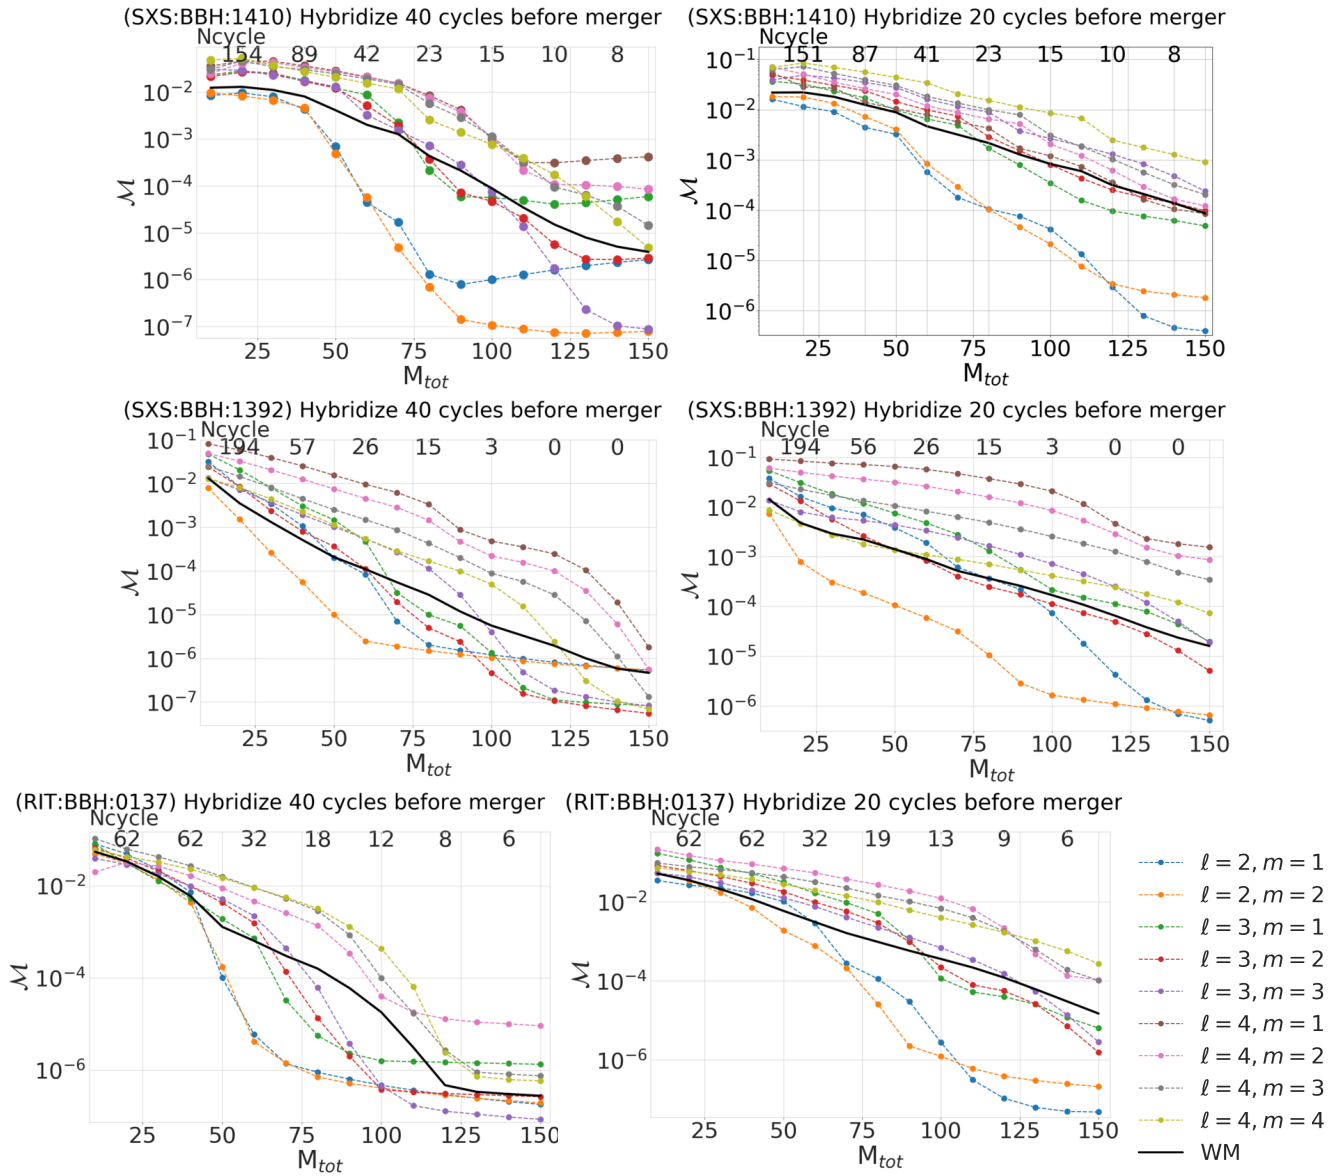 (SXS:BBH:1410) Hybridize 40 cycles before merger
Ncycle
154 89 42 23 15 10 8
10⁻²
10⁻³
10⁻⁴
10⁻⁵
10⁻⁶
10⁻⁷
ℳ
25 50 75 100 125 150
M_tot
(SXS:BBH:1410) Hybridize 20 cycles before merger
Ncycle
151 87 41 23 15 10 8
10⁻¹
10⁻²
10⁻³
10⁻⁴
10⁻⁵
10⁻⁶
ℳ
25 50 75 100 125 150
M_tot
(SXS:BBH:1392) Hybridize 40 cycles before merger
Ncycle
194 57 26 15 3 0 0
10⁻¹
10⁻²
10⁻³
10⁻⁴
10⁻⁵
10⁻⁶
10⁻⁷
ℳ
25 50 75 100 125 150
M_tot
(SXS:BBH:1392) Hybridize 20 cycles before merger
Ncycle
194 56 26 15 3 0 0
10⁻¹
10⁻²
10⁻³
10⁻⁴
10⁻⁵
10⁻⁶
ℳ
25 50 75 100 125 150
M_tot
(RIT:BBH:0137) Hybridize 40 cycles before merger
Ncycle
62 62 32 18 12 8 6
10⁻²
10⁻⁴
10⁻⁶
ℳ
25 50 75 100 125 150
M_tot
(RIT:BBH:0137) Hybridize 20 cycles before merger
Ncycle
62 62 32 19 13 9 6
10⁻²
10⁻⁴
10⁻⁶
ℳ
25 50 75 100 125 150
M_tot
ℓ = 2, m = 1
ℓ = 2, m = 2
ℓ = 3, m = 1
ℓ = 3, m = 2
ℓ = 3, m = 3
ℓ = 4, m = 1
ℓ = 4, m = 2
ℓ = 4, m = 3
ℓ = 4, m = 4
WM